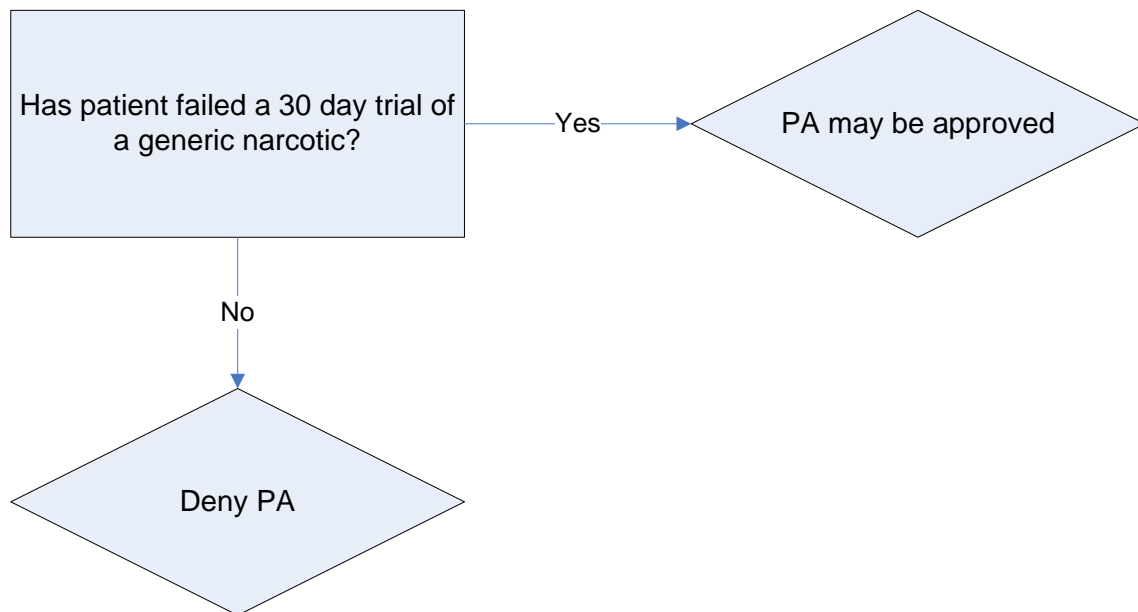 Has patient failed a 30 day trial of
a generic narcotic?
Yes
PA may be approved
No
Deny PA